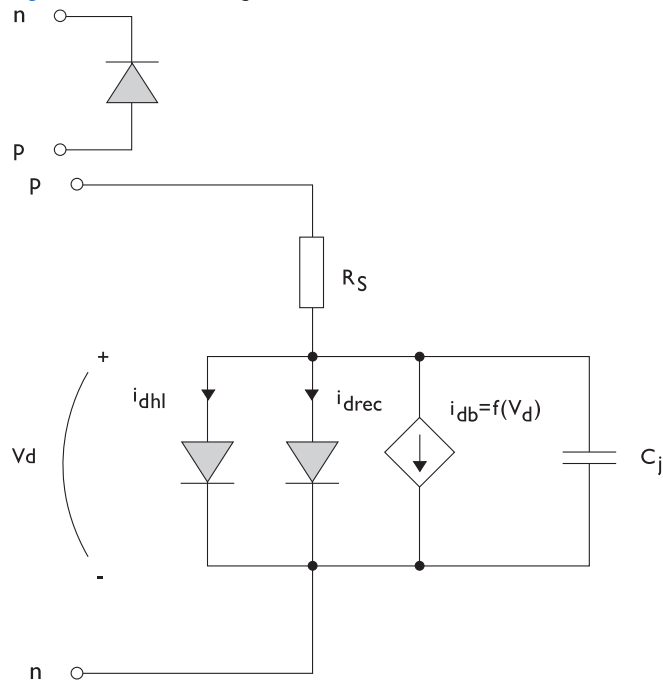 n
p
p
R_S
+
i_dhl
i_drec
i_db=f(V_d)
Vd
C_j
-
n